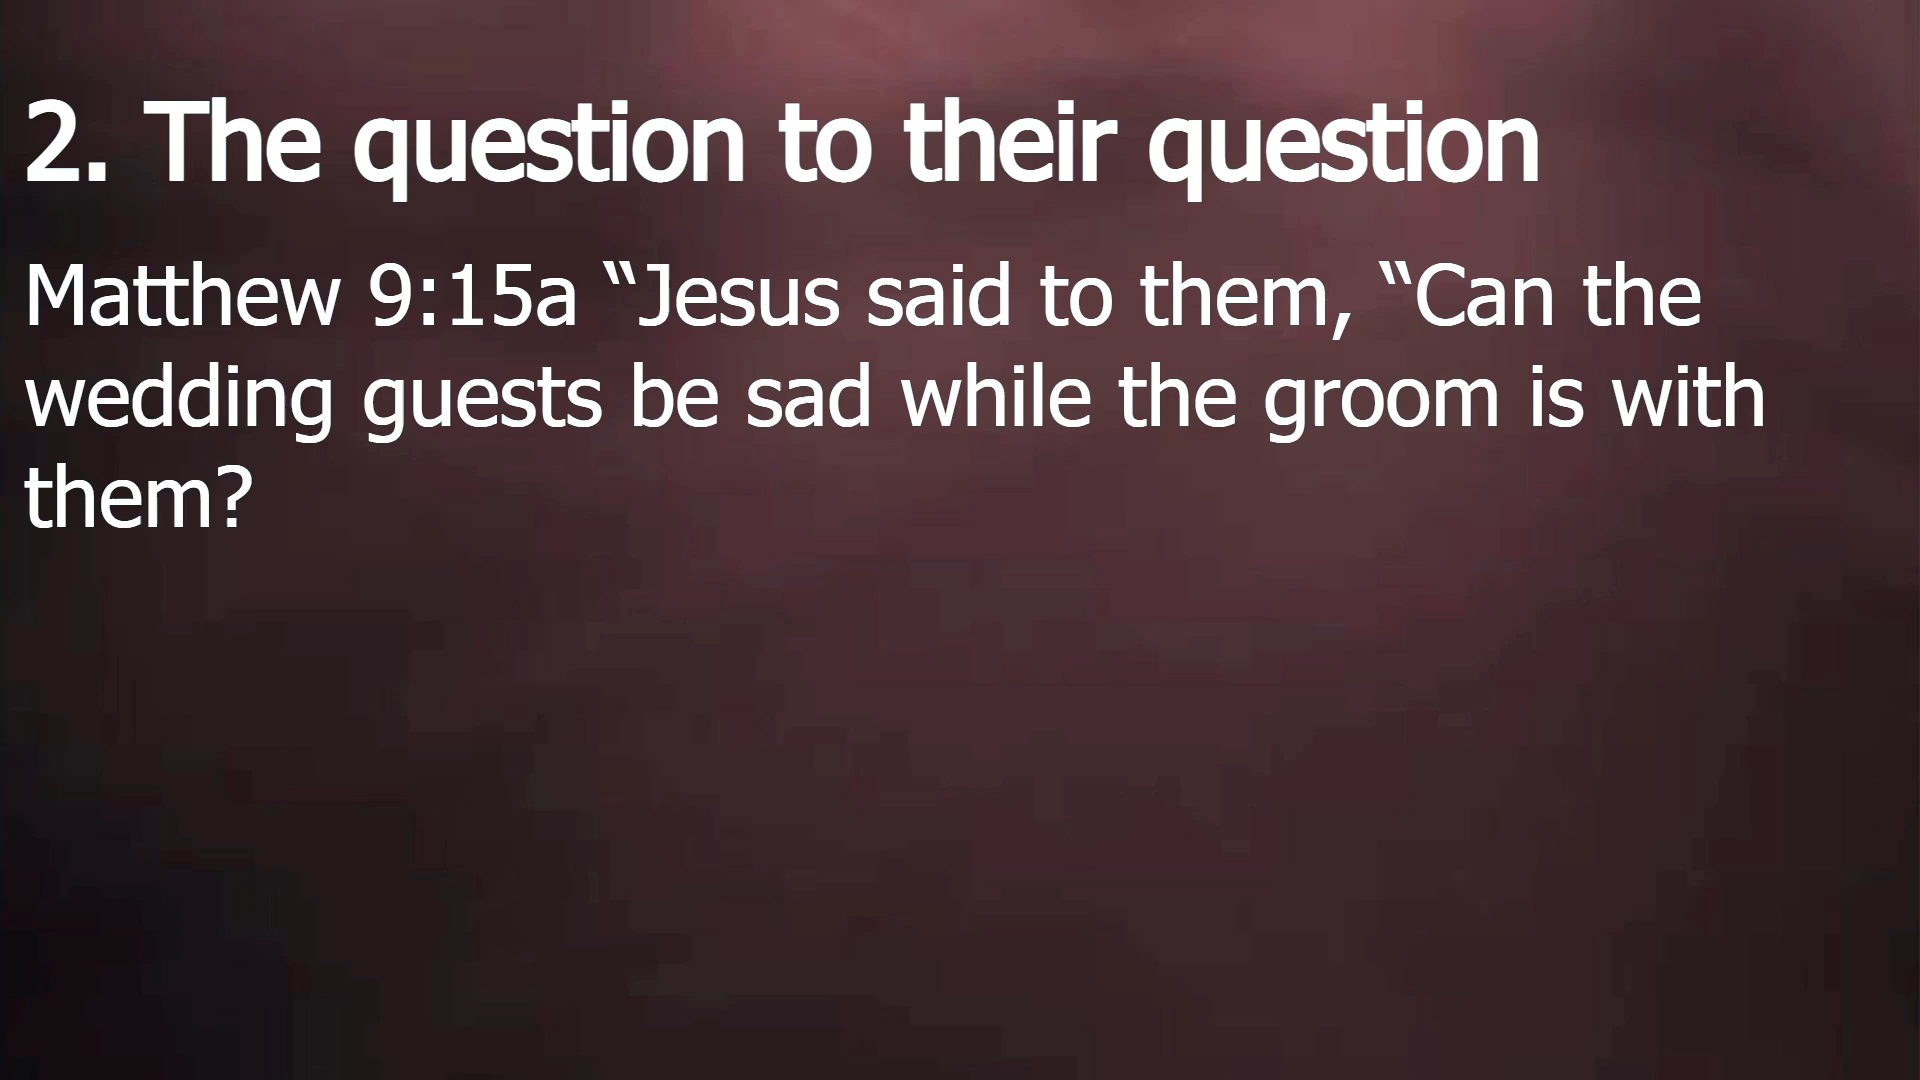 2. The question to their question
Matthew 9:15a “Jesus said to them, “Can the
wedding guests be sad while the groom is with
them?